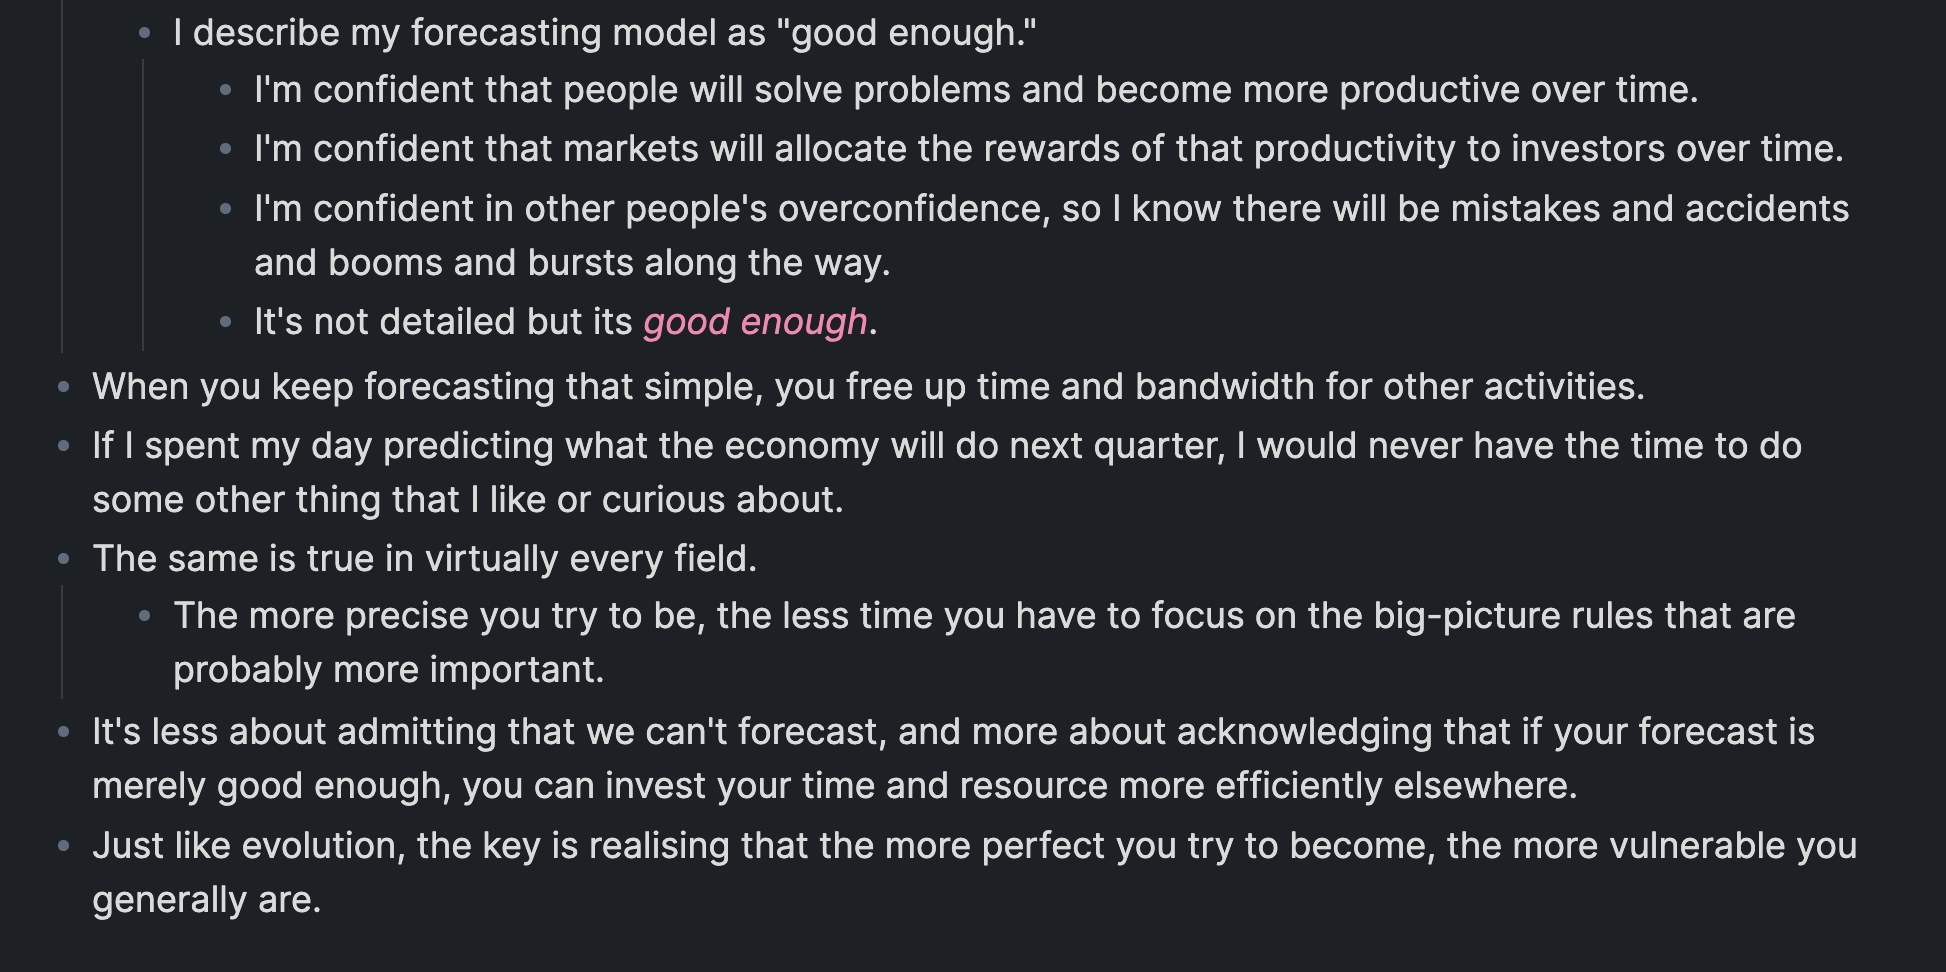 I describe my forecasting model as "good enough."
I'm confident that people will solve problems and become more productive over time.
I'm confident that markets will allocate the rewards of that productivity to investors over time.
I'm confident in other people's overconfidence, so I know there will be mistakes and accidents
and booms and bursts along the way.
It's not detailed but its good enough.
When you keep forecasting that simple, you free up time and bandwidth for other activities.
If I spent my day predicting what the economy will do next quarter, I would never have the time to do
some other thing that I like or curious about.
The same is true in virtually every field.
The more precise you try to be, the less time you have to focus on the big-picture rules that are
probably more important.
It's less about admitting that we can't forecast, and more about acknowledging that if your forecast is
merely good enough, you can invest your time and resource more efficiently elsewhere.
Just like evolution, the key is realising that the more perfect you try to become, the more vulnerable you
generally are.